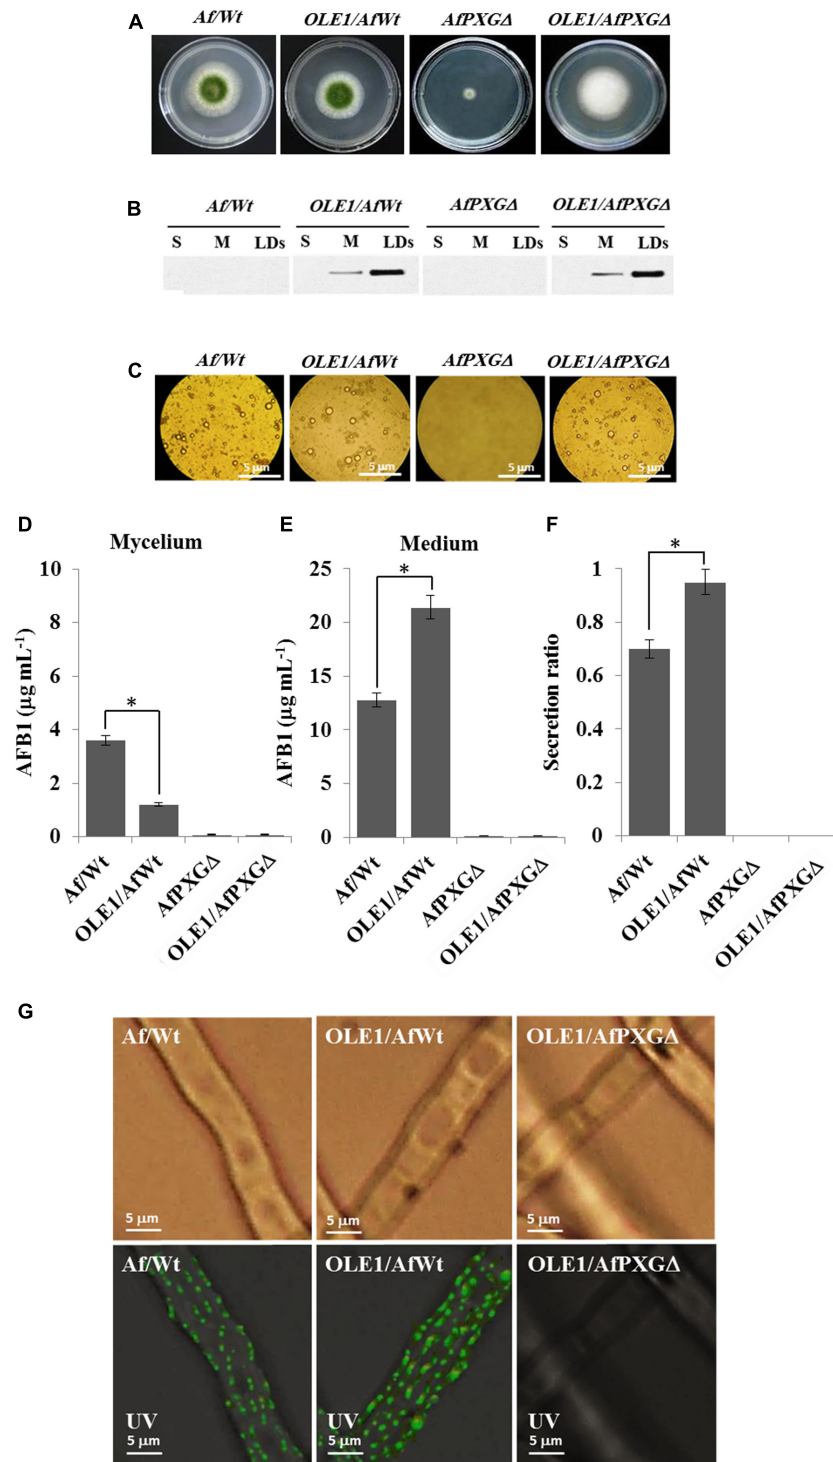 A
Af/Wt OLE1/AfWt AfPXGΔ OLE1/AfPXGΔ
B
Af/Wt OLE1/AfWt AfPXGΔ OLE1/AfPXGΔ
S M LDs S M LDs S M LDs S M LDs
C
Af/Wt OLE1/AfWt AfPXGΔ OLE1/AfPXGΔ
5 µm 5 µm 5 µm 5 µm
D
Mycelium
AFB1 (µg mL-1)
10
8
6
4
2
0
*
Af/Wt
OLE1/AfWt
AfPXGΔ
OLE1/AfPXGΔ
E
Medium
AFB1 (µg mL-1)
25
20
15
10
5
0
*
Af/Wt
OLE1/AfWt
AfPXGΔ
OLE1/AfPXGΔ
F
Secretion ratio
1
0.8
0.6
0.4
0.2
0
*
Af/Wt
OLE1/AfWt
AfPXGΔ
OLE1/AfPXGΔ
G
Af/Wt OLE1/AfWt OLE1/AfPXGΔ
5 µm 5 µm 5 µm
Af/Wt OLE1/AfWt OLE1/AfPXGΔ
UV UV UV
5 µm 5 µm 5 µm